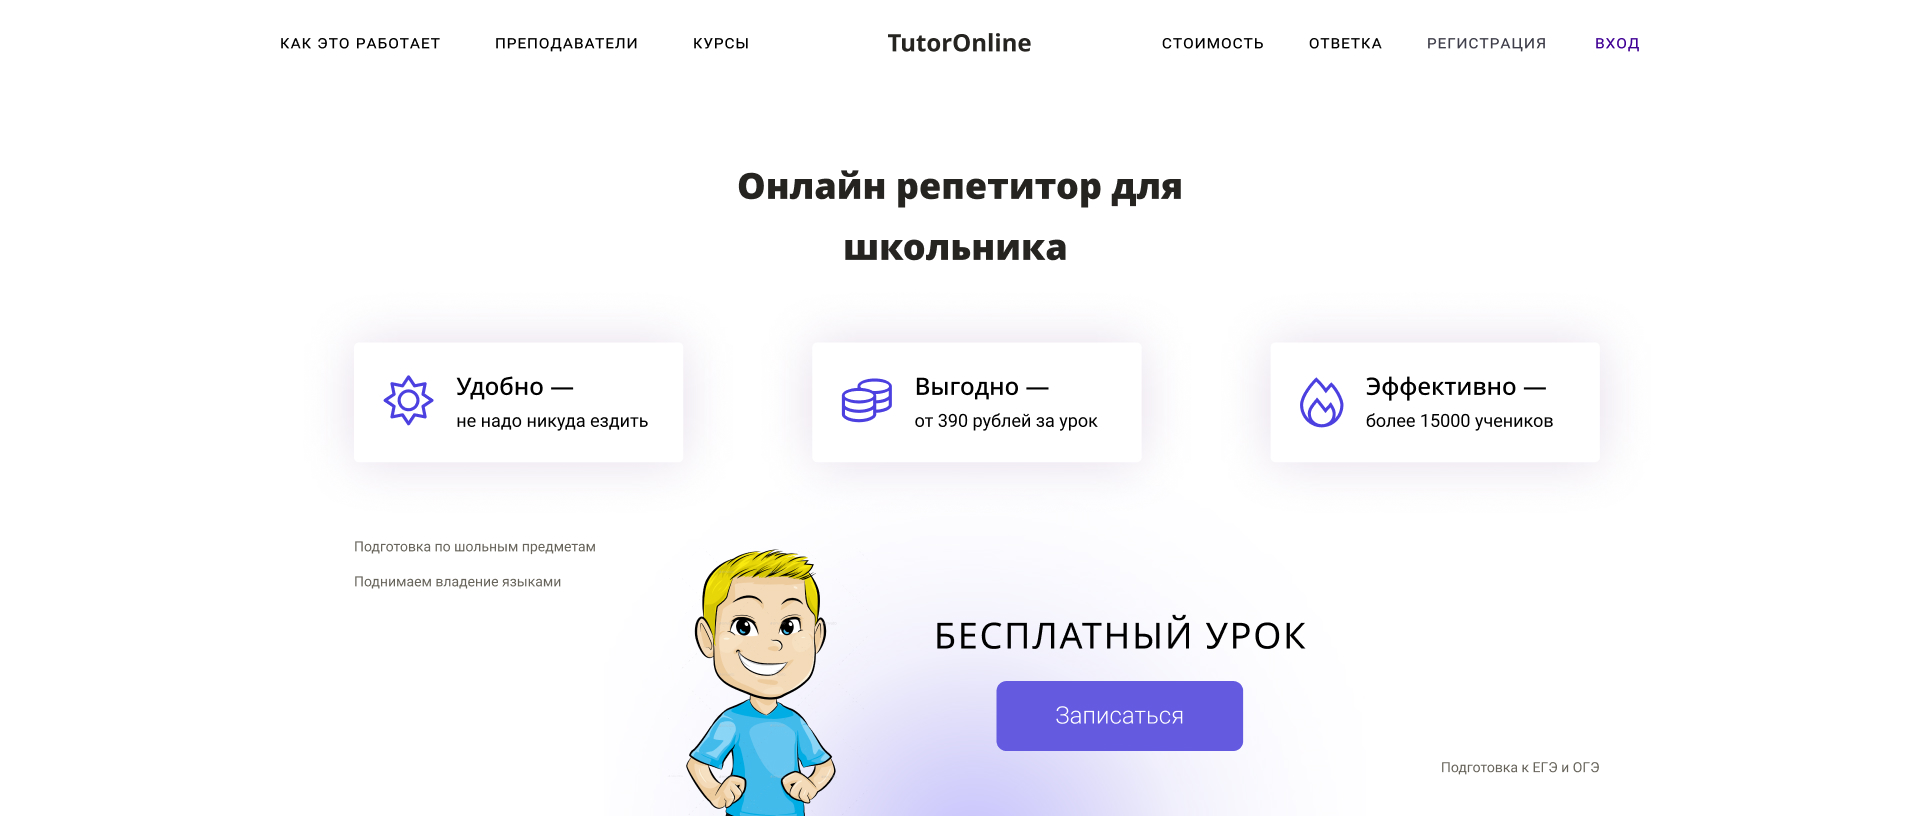 КАК ЭТО РАБОТАЕТ
ПРЕПОДАВАТЕЛИ
КУРСЫ
TutorOnline
СТОИМОСТЬ
ОТВЕТКА
РЕГИСТРАЦИЯ
ВХОД
Онлайн репетитор для
школьника
Удобно —
не надо никуда ездить
Выгодно —
от 390 рублей за урок
Эффективно —
более 15000 учеников
Подготовка по шольным предметам
Поднимаем владение языками
БЕСПЛАТНЫЙ УРОК
Записаться
Подготовка к ЕГЭ и ОГЭ